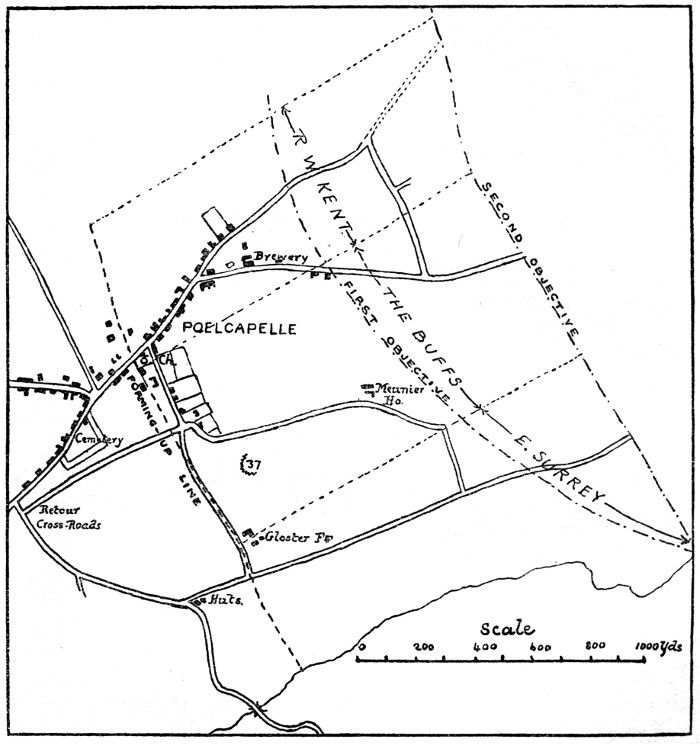 R. W. KENT.
SECOND OBJECTIVE
Brewery
THE BUFFS
FIRST OBJECTIVE
POELCAPELLE
Ch.
Meunier
Ho.
FORMING UP LINE
Cemetery
E. SURREY
37
Retour
Cross-Roads
Gloster Fm
Huts.
Scale
0 200 400 600 800 1000 Yds